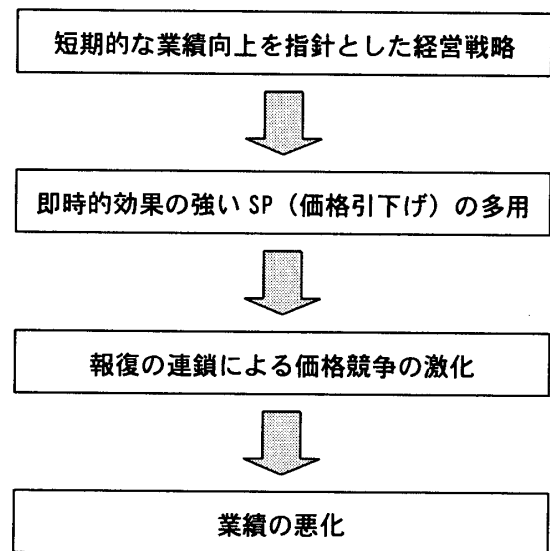 短期的な業績向上を指針とした経営戦略
即時的効果の強い SP（価格引下げ）の多用
報復の連鎖による価格競争の激化
業績の悪化